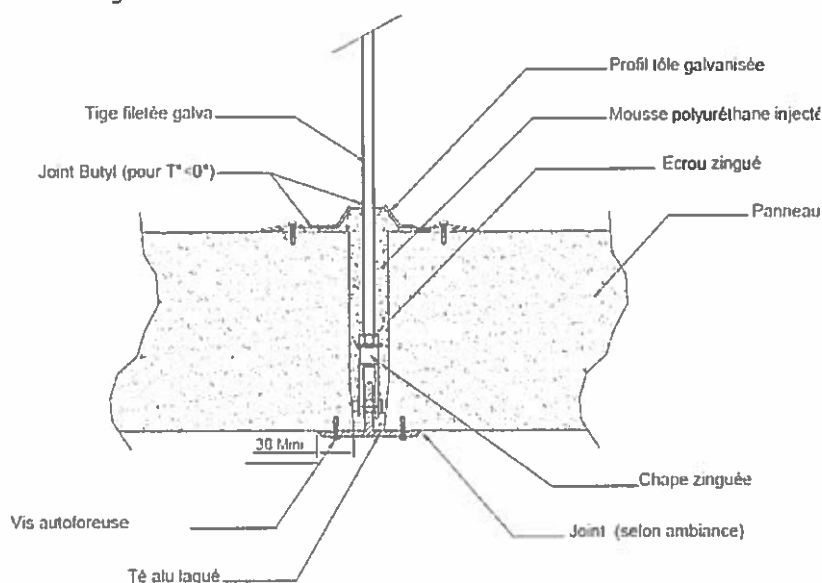 Profil tôle galvanisée
Tige filetée galva
Mousse polyuréthane injecté
Joint Butyl (pour T°<0°)
Ecrou zingué
Panneau
30 Mini
Chape zinguée
Vis autoforeuse
Joint (selon ambiance)
Té alu laqué